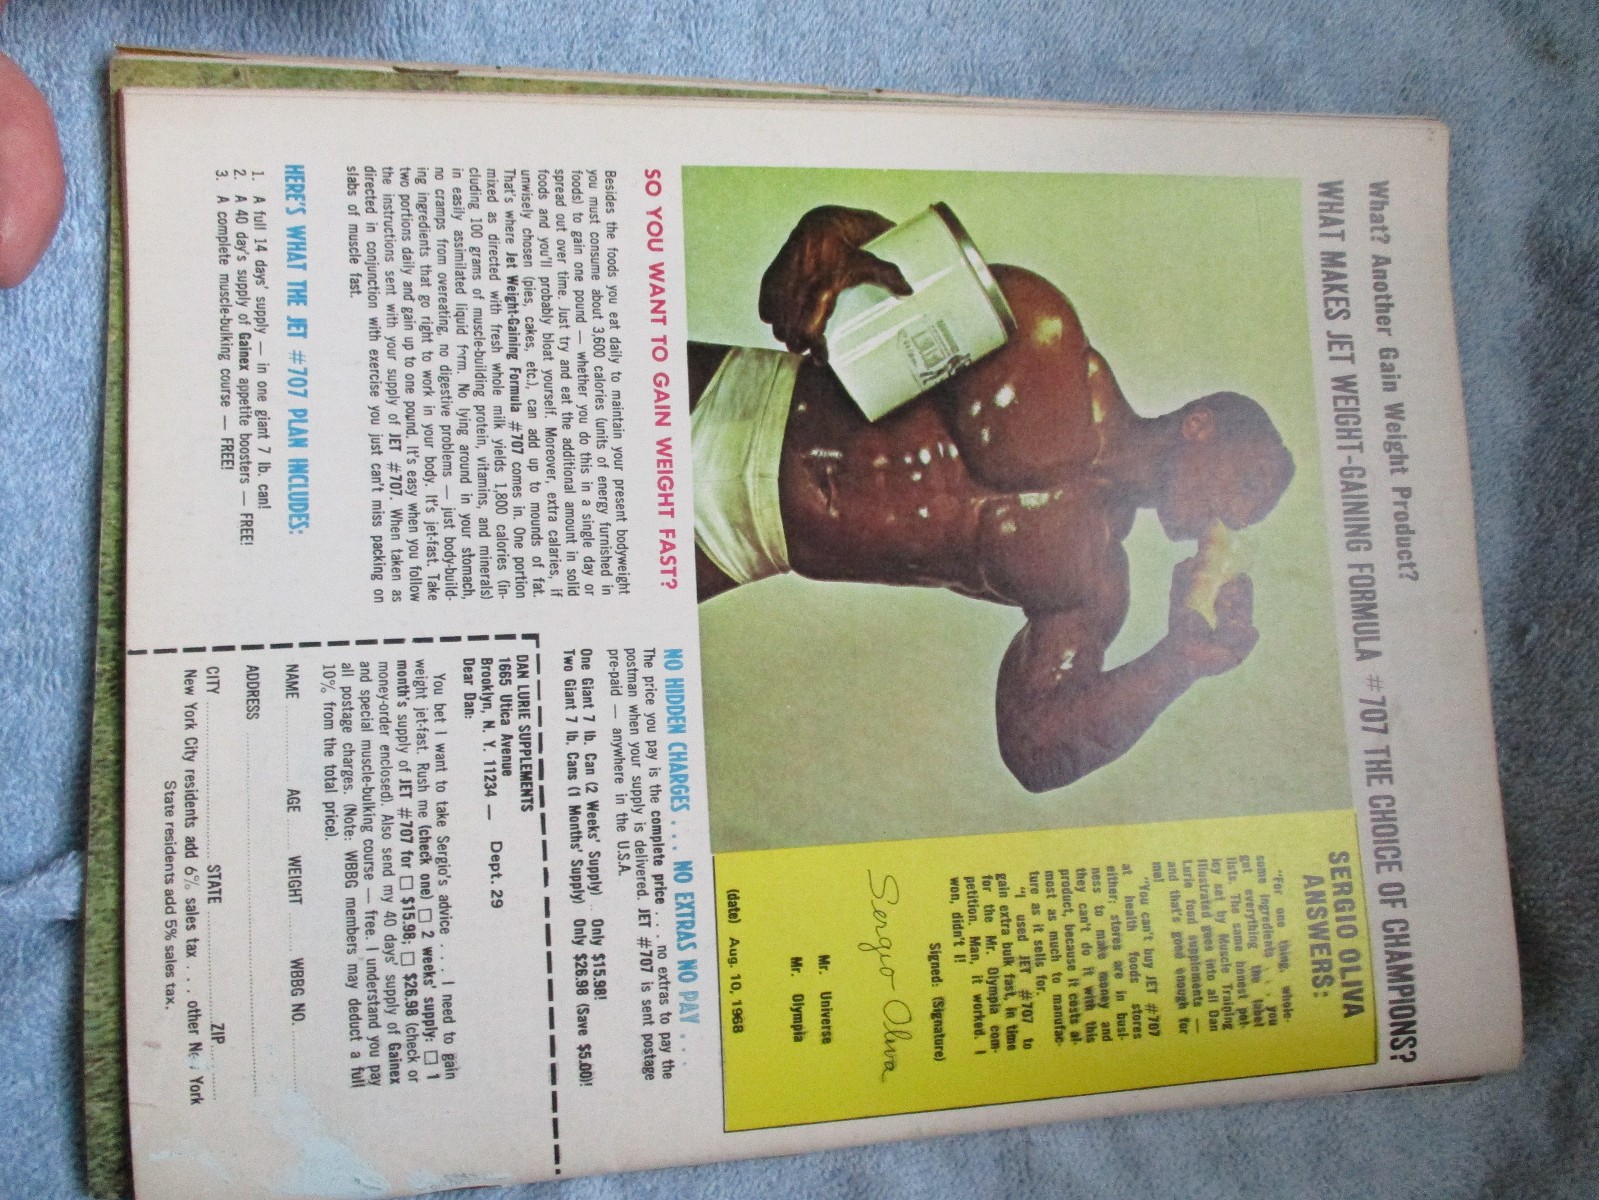 What? Another Gain Weight Product?
WHAT MAKES JET WEIGHT-GAINING FORMULA #707 THE CHOICE OF CHAMPIONS?
SERGIO OLIVA
ANSWERS:
"For one thing, whole-
some ingredients . . . you
get everything the label
lists. The same honest pol-
icy set by Muscle Training
Illustrated goes into all Dan
Lurie food supplements —
and that's good enough for
me!
"You can't buy JET #707
at health foods stores
either; stores are in busi-
ness to make money and
they can't do it with this
product, because it costs al-
most as much to manufac-
ture as it sells for.
"I used JET #707 to
gain extra bulk fast, in time
for the Mr. Olympia com-
petition. Man, it worked. I
won, didn't I!
Signed: (Signature)
Sergio Oliva
Mr. Universe
Mr. Olympia
(date) Aug. 10, 1968
SO YOU WANT TO GAIN WEIGHT FAST?
Besides the foods you eat daily to maintain your present bodyweight
you must consume about 3,600 calories (units of energy furnished in
foods) to gain one pound — whether you do this in a single day or
spread out over time. Just try and eat the additional amount in solid
foods and you'll probably bloat yourself. Moreover, extra calaries, if
unwisely chosen (pies, cakes, etc.), can add up to mounds of fat.
That's where Jet Weight-Gaining Formula #707 comes in. One portion
mixed as directed with fresh whole milk yields 1,800 calories (in-
cluding 100 grams of muscle-building protein, vitamins, and minerals)
in easily assimilated liquid form. No lying around in your stomach,
no cramps from overeating, no digestive problems — just body-build-
ing ingredients that go right to work in your body. It's jet-fast. Take
two portions daily and gain up to one pound. It's easy when you follow
the instructions sent with your supply of JET #707. When taken as
directed in conjunction with exercise you just can't miss packing on
slabs of muscle fast.
HERE'S WHAT THE JET #707 PLAN INCLUDES:
1. A full 14 days' supply — in one giant 7 lb. can!
2. A 40 day's supply of Gainex appetite boosters — FREE!
3. A complete muscle-bulking course — FREE!
NO HIDDEN CHARGES . . . NO EXTRAS NO PAY . . .
The price you pay is the complete price . . . no extras to pay the
postman when your supply is delivered. JET #707 is sent postage
pre-paid — anywhere in the U.S.A.
One Giant 7 lb. Can (2 Weeks' Supply) .. Only $15.98!
Two Giant 7 lb. Cans (1 Months' Supply) Only $26.98 (Save $5.00)!
DAN LURIE SUPPLEMENTS
1665 Utica Avenue
Brooklyn, N. Y. 11234 — Dept. 29
Dear Dan:
You bet I want to take Sergio's advice . . . I need to gain
weight jet-fast. Rush me (check one) ☐ 2 weeks' supply: ☐ 1
month's supply of JET #707 for ☐ $15.98; ☐ $26.98 (check or
money-order enclosed). Also send my 40 days' supply of Gainex
and special muscle-bulking course — free. I understand you pay
all postage charges. (Note: WBBG members may deduct a full
10% from the total price).
NAME AGE WEIGHT WBBG NO.
ADDRESS
CITY STATE ZIP
New York City residents add 6% sales tax . . . other New York
State residents add 5% sales tax.